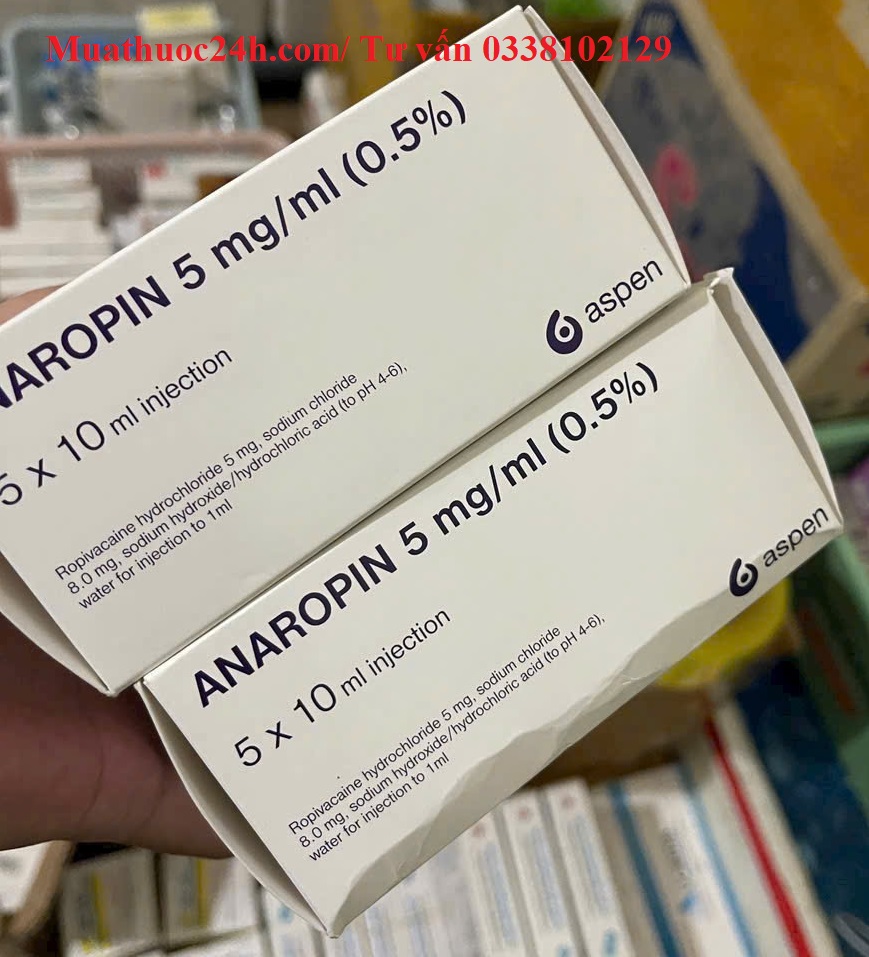 Muathuoc24h.com/ Tư vấn 0338102129
NAROPIN 5 mg/ml (0.5%)
5 x 10 ml injection
Ropivacaine hydrochloride 5 mg, sodium chloride
8.0 mg, sodium hydroxide/hydrochloric acid (to pH 4-6),
water for injection to 1ml
aspen
ANAROPIN 5 mg/ml (0.5%)
5 x 10 ml injection
Ropivacaine hydrochloride 5 mg, sodium chloride
8.0 mg, sodium hydroxide/hydrochloric acid (to pH 4-6),
water for injection to 1ml
aspen